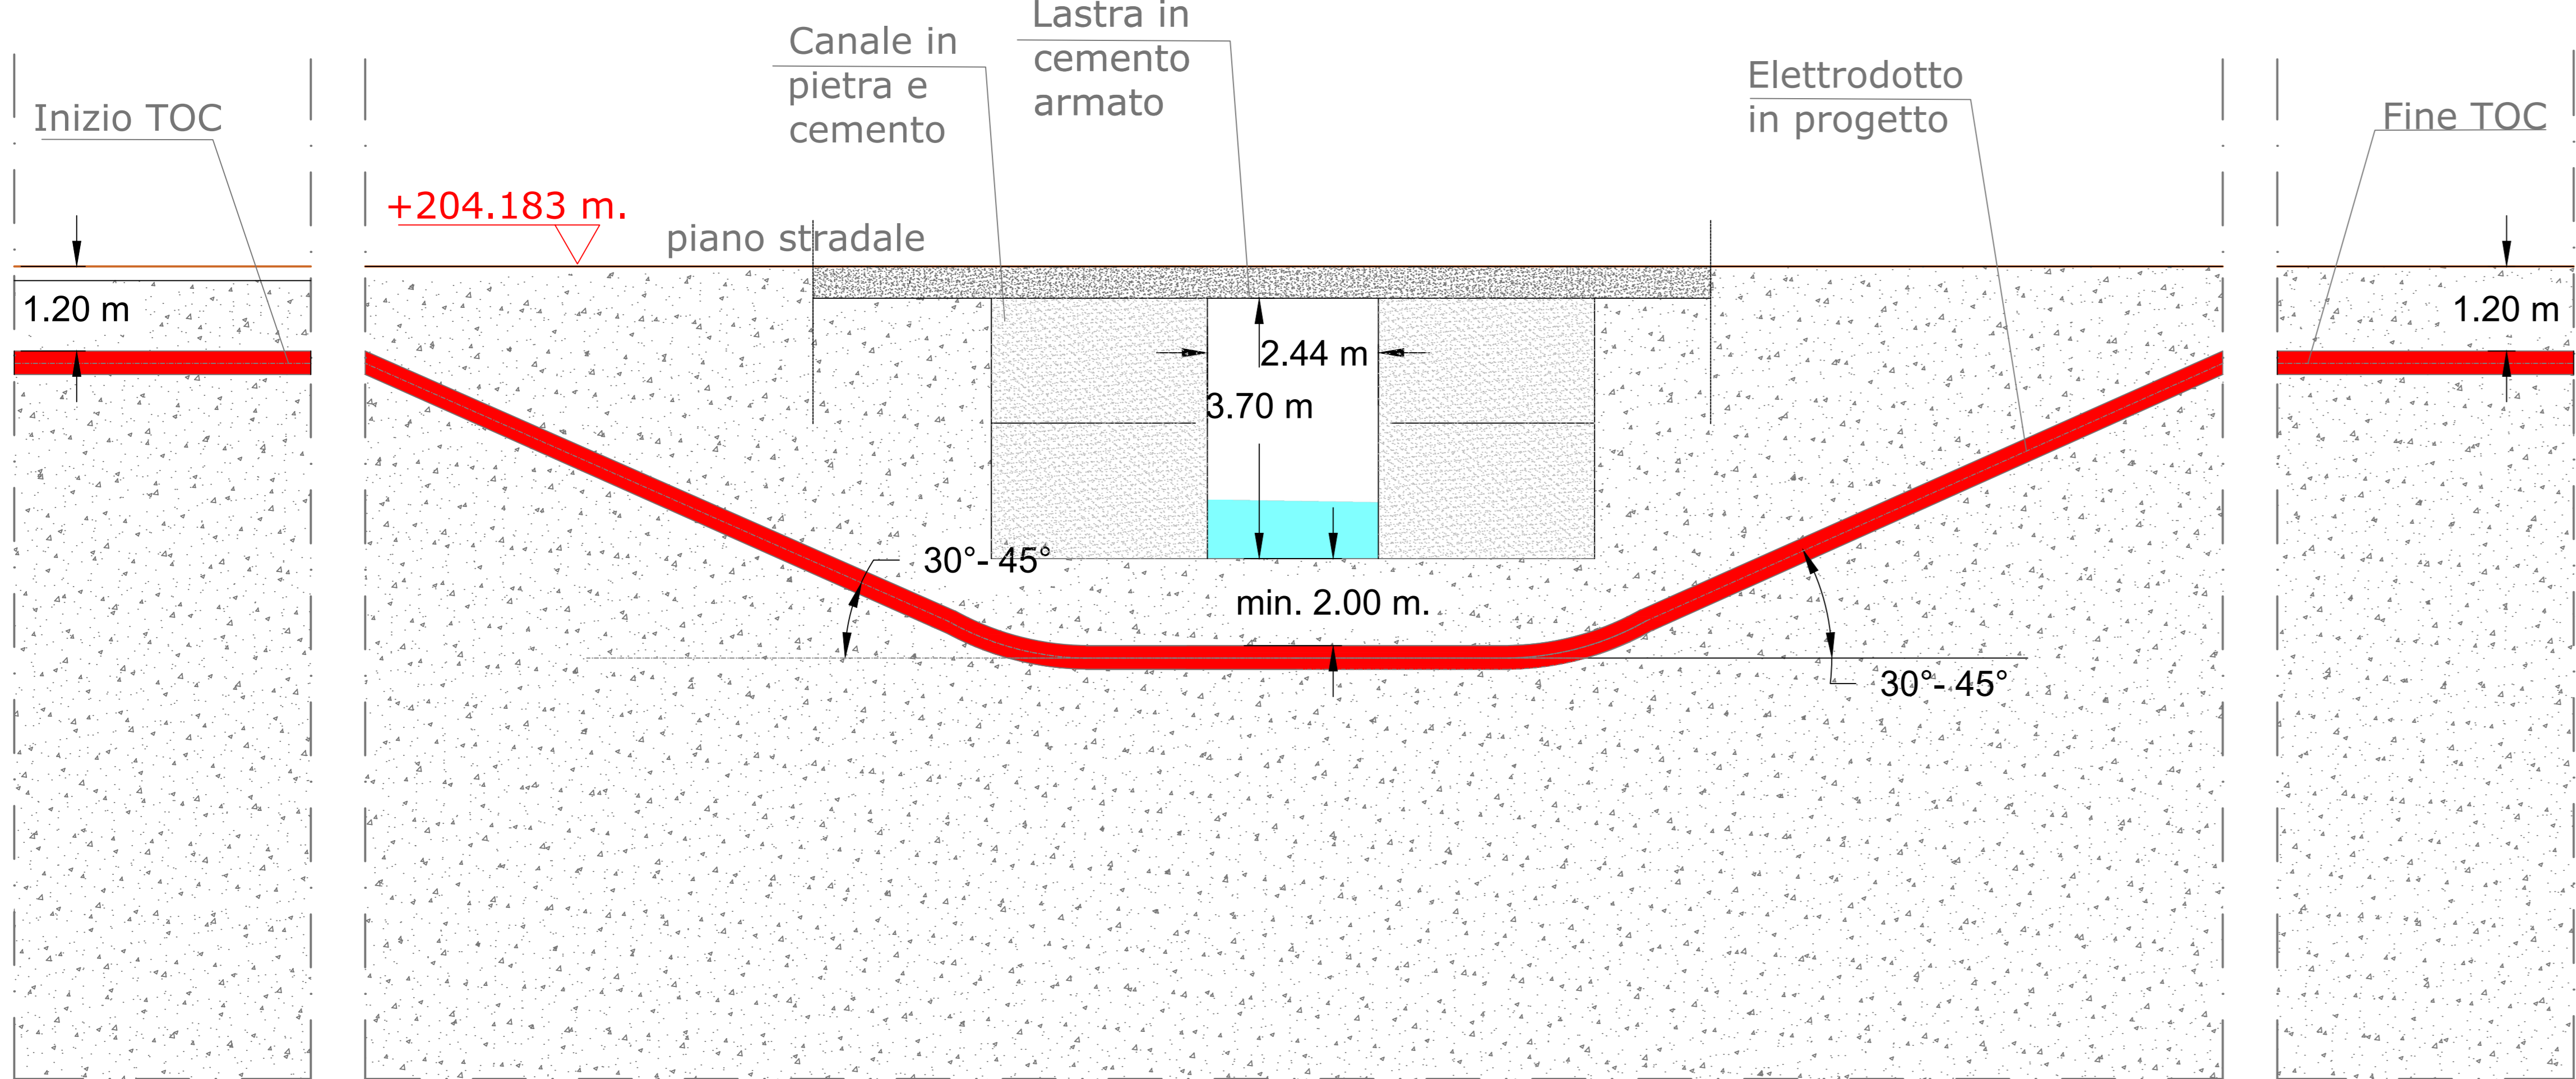 Lastra in
cemento
armato
Canale in
pietra e
cemento
Elettrodotto
in progetto
Inizio TOC
Fine TOC
+204.183 m.
piano stradale
1.20 m
1.20 m
2.44 m
3.70 m
30°- 45°
min. 2.00 m.
30°- 45°